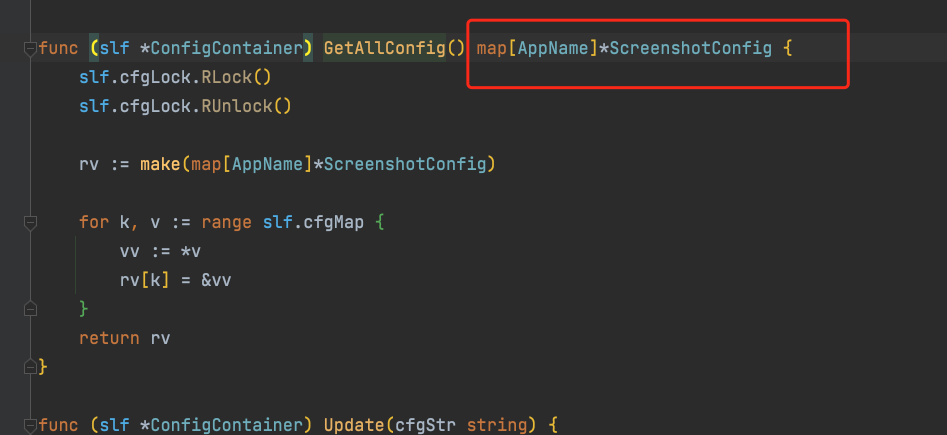 func (slf *ConfigContainer) GetAllConfig() map[AppName]*ScreenshotConfig {
slf.cfgLock.RLock()
slf.cfgLock.RUnlock()
rv := make(map[AppName]*ScreenshotConfig)
for k, v := range slf.cfgMap {
vv := *v
rv[k] = &vv
}
return rv
}
func (slf *ConfigContainer) Update(cfgStr string) {